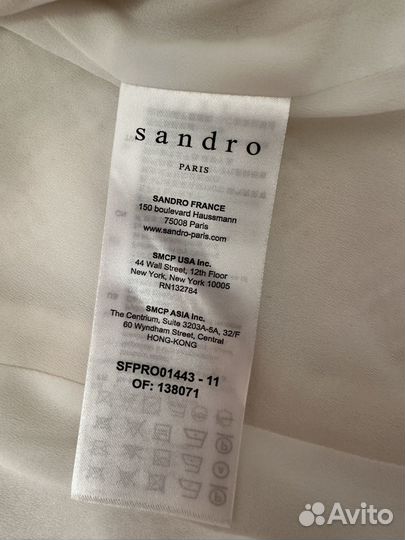 sandro
PARIS
SANDRO FRANCE
150 boulevard Haussmann
75008 Paris
www.sandro-paris.com
SMCP USA Inc.
44 Wall Street, 12th Floor
New York, New York 10005
RN132784
SMCP ASIA Inc.
The Centrium, Suite 3203A-5A, 32/F
60 Wyndham Street, Central
HONG-KONG
SFPRO01443 - 11
OF: 138071
Avito